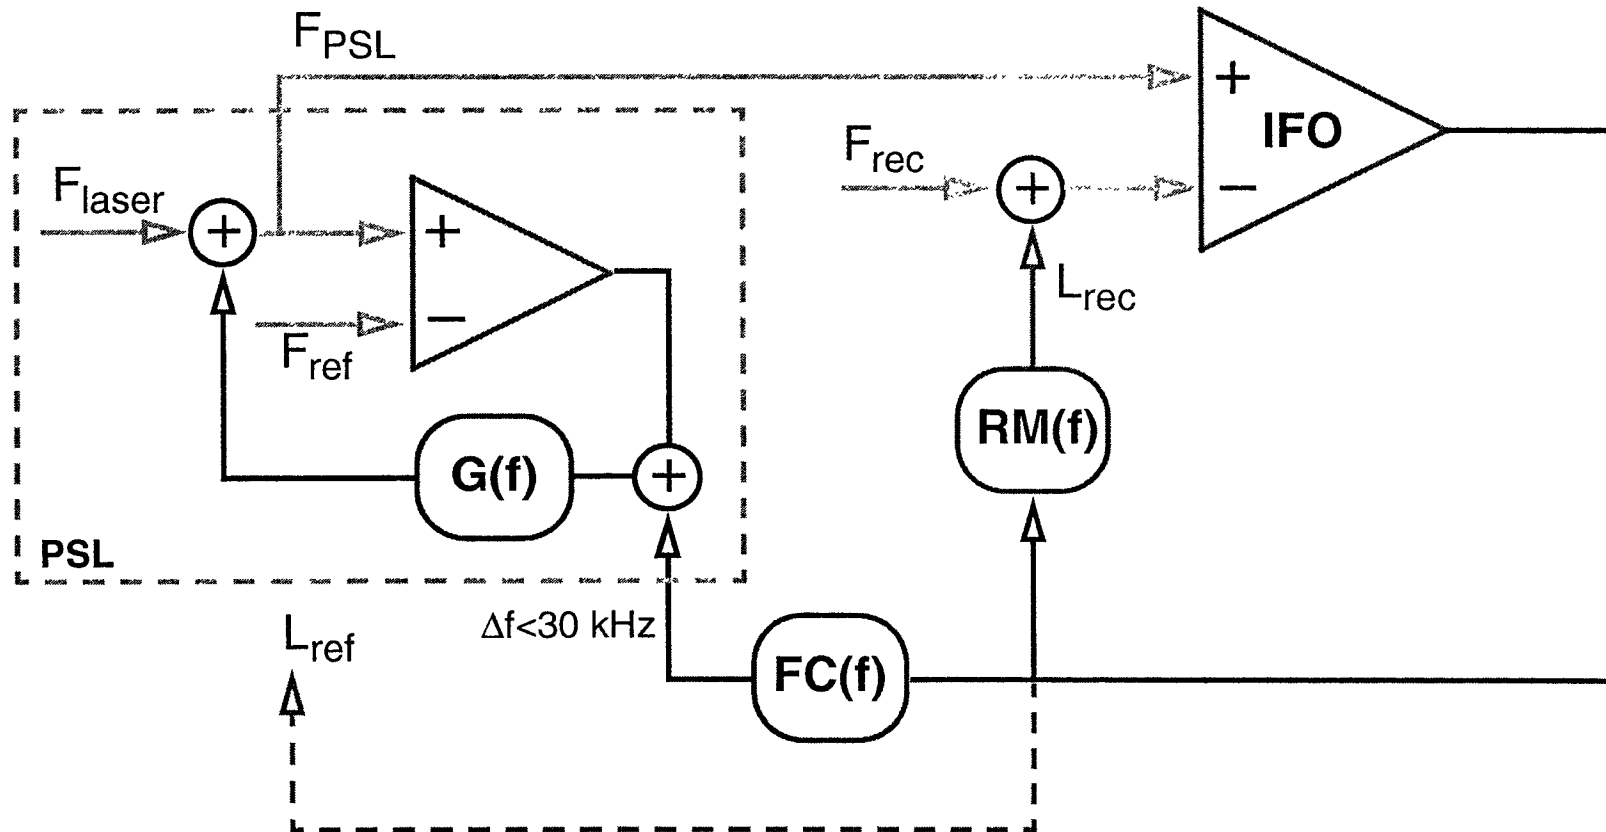 F_PSL
+
IFO
−
F_rec
+
F_laser
+
+
−
F_ref
L_rec
RM(f)
G(f)
+
PSL
Δf<30 kHz
L_ref
FC(f)